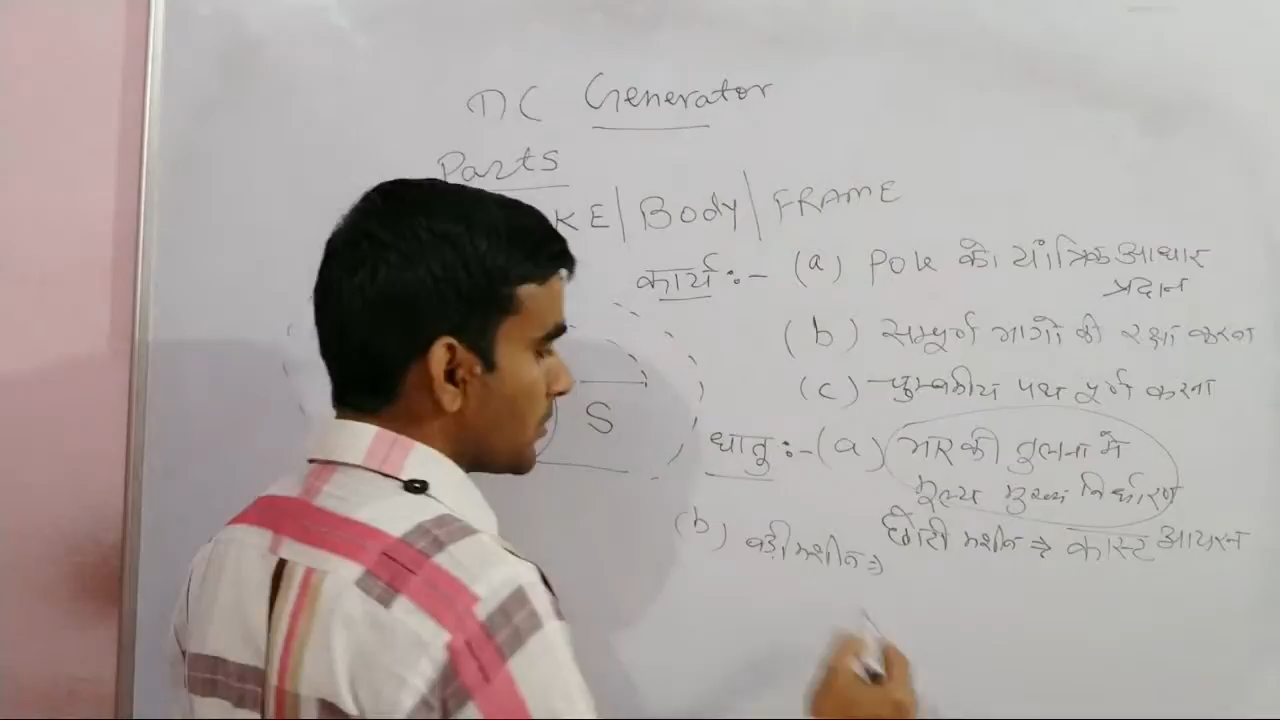 DC Generator
Parts
KE | Body | FRAME
कार्य :- (a) Pole को यांत्रिक आधार
प्रदान
(b) सम्पूर्ण भागो की रक्षा करना
(c) चुम्बकीय पथ पूर्ण करना
S
धातु :- (a) भार की तुलना मे
मूल्य निर्धारण
छोटी मशीन ⇒ कास्ट आयरन
(b) बड़ी मशीन ⇒